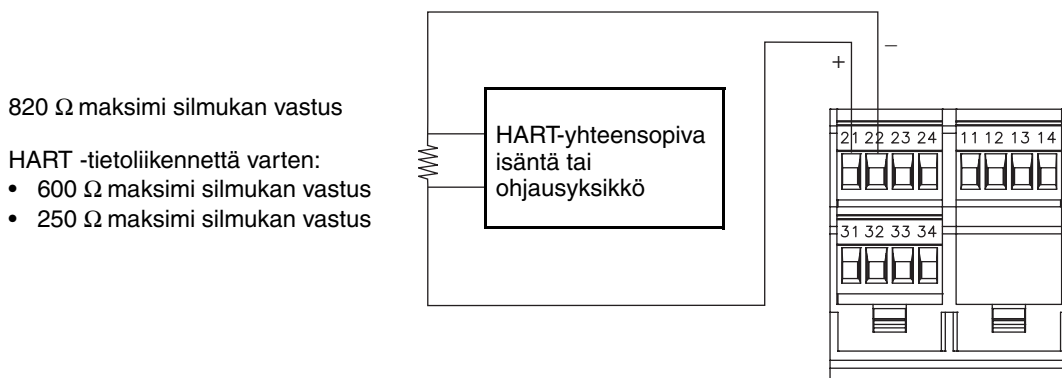 820 Ω maksimi silmukan vastus
HART -tietoliikennettä varten:
• 600 Ω maksimi silmukan vastus
• 250 Ω maksimi silmukan vastus
HART-yhteensopiva
isäntä tai
ohjausyksikkö
+
−
21 22 23 24
11 12 13 14
31 32 33 34